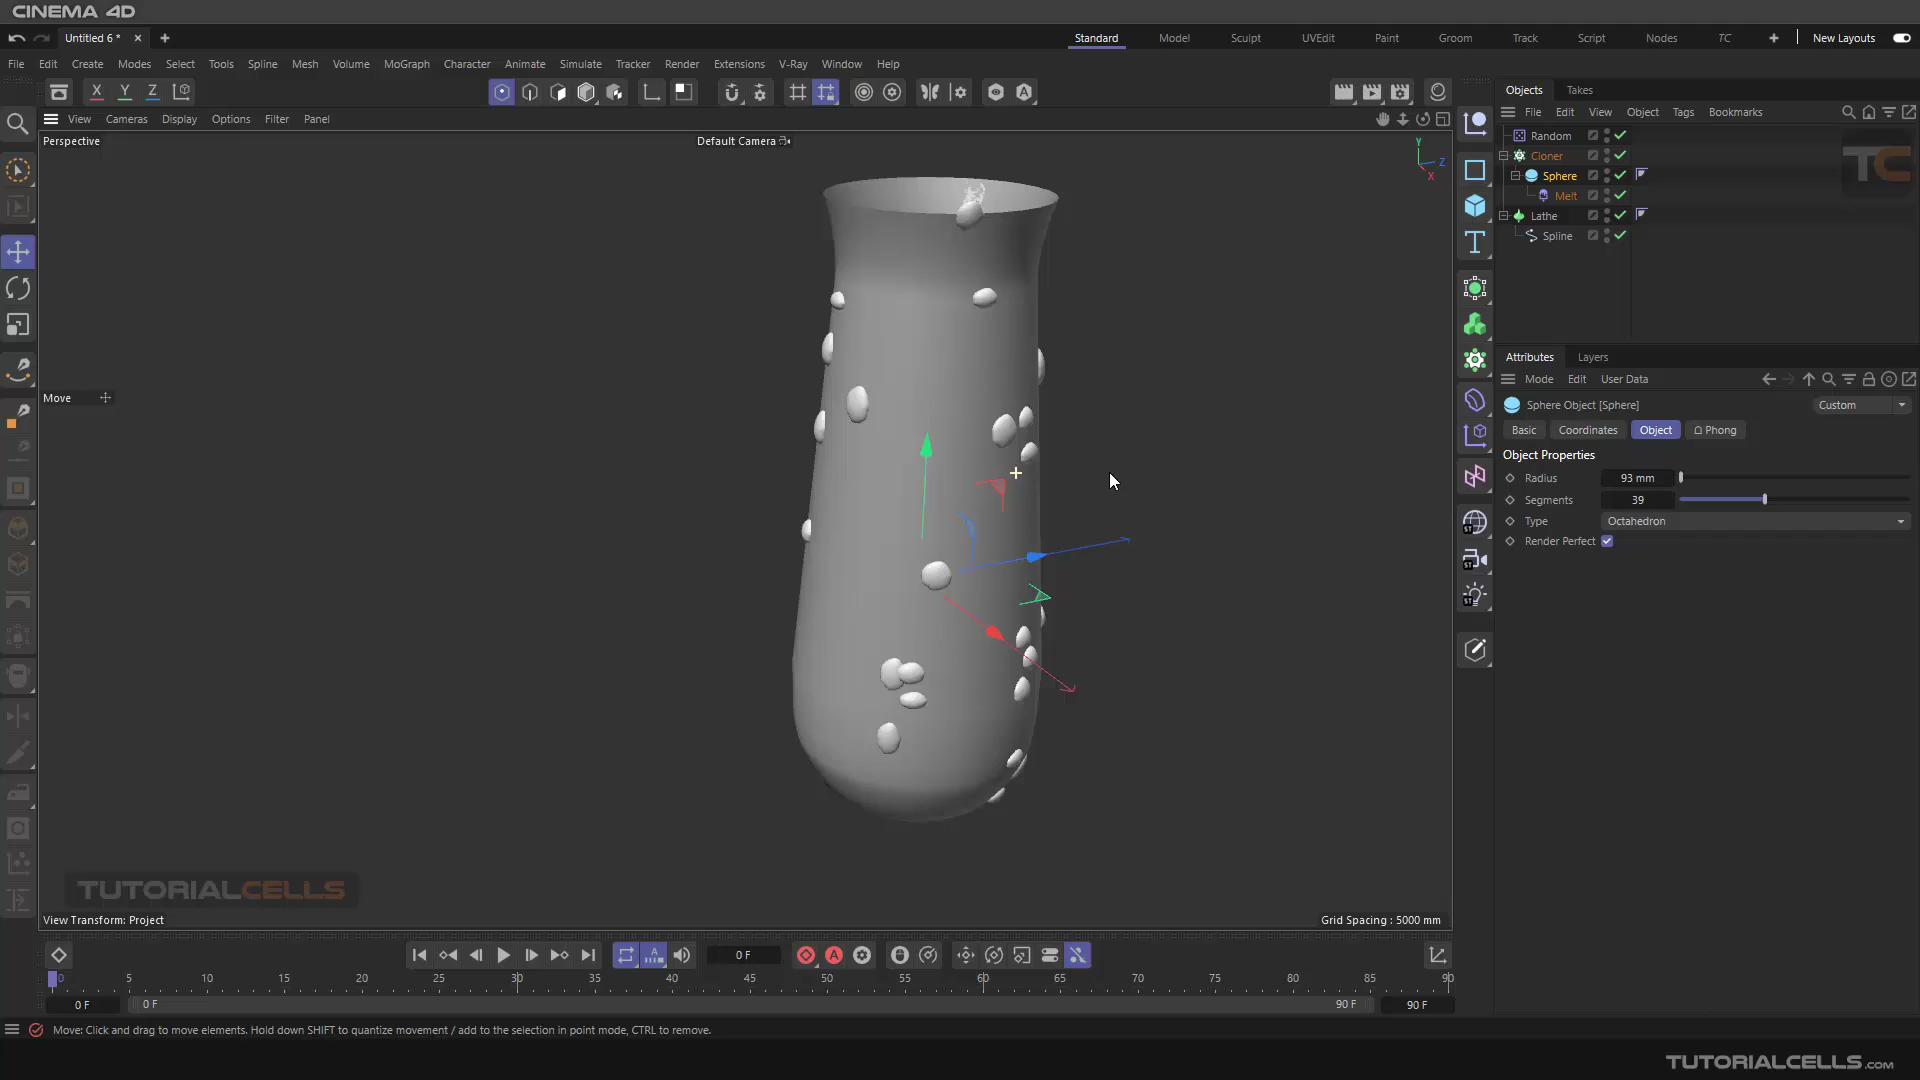 CINEMA 4D
Untitled 6 *
Standard Model Sculpt UVEdit Paint Groom Track Script Nodes TC New Layouts
File Edit Create Modes Select Tools Spline Mesh Volume MoGraph Character Animate Simulate Tracker Render Extensions V-Ray Window Help
X Y Z
View Cameras Display Options Filter Panel
Perspective
Default Camera
Y
Z
X
Move
TUTORIALCELLS
View Transform: Project
Grid Spacing : 5000 mm
Objects Takes
File Edit View Object Tags Bookmarks
Random
Cloner
Sphere
Melt
Lathe
Spline
TC
Attributes Layers
Mode Edit User Data
Sphere Object [Sphere]
Custom
Basic Coordinates Object Phong
Object Properties
Radius 93 mm
Segments 39
Type Octahedron
Render Perfect
0 F
0 5 10 15 20 25 30 35 40 45 50 55 60 65 70 75 80 85 90
0 F 0 F 90 F 90 F
Move: Click and drag to move elements. Hold down SHIFT to quantize movement / add to the selection in point mode, CTRL to remove.
TUTORIALCELLS.COM